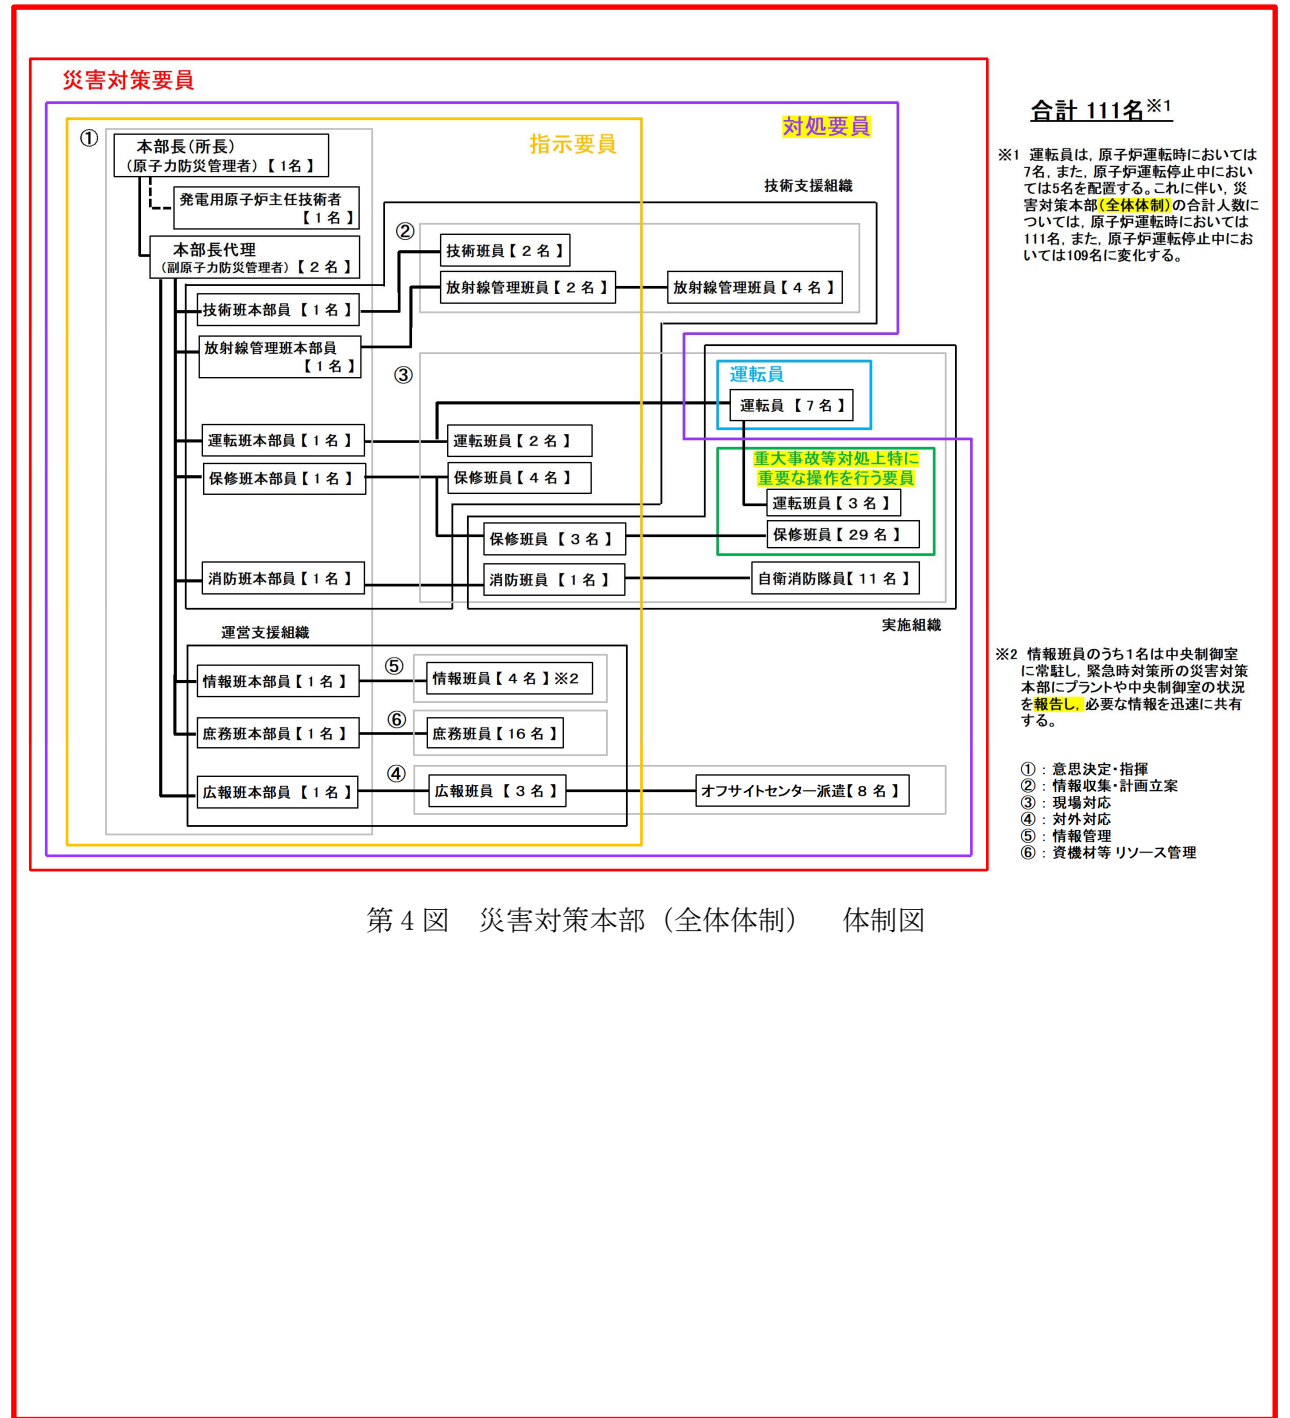 災害対策要員
合計 111名※1
対処要員
指示要員
①
本部長(所長)
(原子力防災管理者)【 1名 】
※1 運転員は, 原子炉運転時においては
7名, また, 原子炉運転停止中におい
ては5名を配置する。これに伴い, 災
害対策本部(全体体制)の合計人数に
ついては, 原子炉運転時においては
111名, また, 原子炉運転停止中にお
いては109名に変化する。
技術支援組織
発電用原子炉主任技術者
【 1 名 】
②
本部長代理
(副原子力防災管理者)【 2 名 】
技術班員【 2 名 】
放射線管理班員【 2 名 】
放射線管理班員【 4 名 】
技術班本部員【 1 名 】
放射線管理班本部員
【 1 名 】
③
運転員
運転員 【 7 名 】
運転班本部員【 1 名 】
運転班員【 2 名 】
重大事故等対処上特に
重要な操作を行う要員
保修班本部員【 1 名 】
保修班員【 4 名 】
運転班員【 3 名 】
保修班員 【 3 名 】
保修班員【 29 名 】
消防班本部員【 1 名 】
消防班員 【 1 名 】
自衛消防隊員【 11 名 】
運営支援組織
実施組織
※2 情報班員のうち1名は中央制御室
に常駐し, 緊急時対策所の災害対策
本部にプラントや中央制御室の状況
を報告し, 必要な情報を迅速に共有
する。
⑤
情報班本部員【 1 名 】
情報班員【 4 名 】※2
⑥
庶務班本部員【 1 名 】
庶務班員【 16 名 】
④
広報班本部員 【 1 名 】
広報班員 【 3 名 】
オフサイトセンター派遣【 8 名 】
① : 意思決定・指揮
② : 情報収集・計画立案
③ : 現場対応
④ : 対外対応
⑤ : 情報管理
⑥ : 資機材等 リソース管理
第4図　災害対策本部（全体体制）　体制図